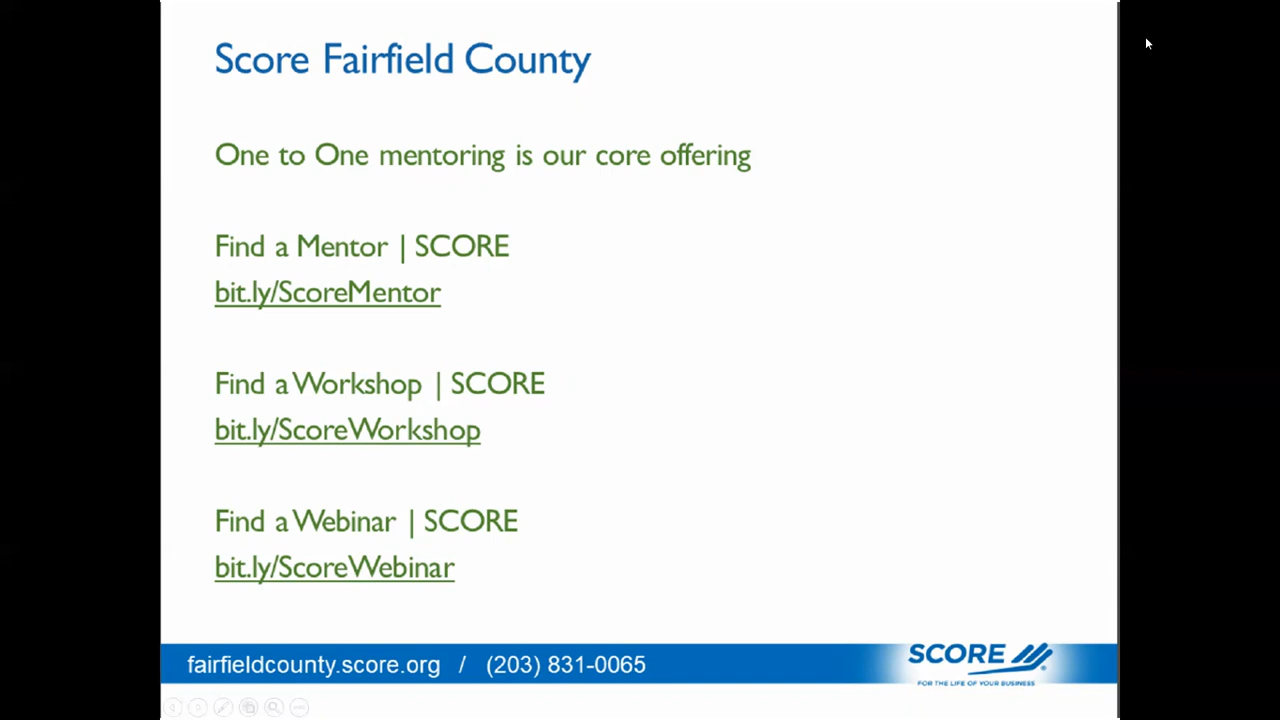 Score Fairfield County
One to One mentoring is our core offering
Find a Mentor | SCORE
bit.ly/ScoreMentor
Find a Workshop | SCORE
bit.ly/ScoreWorkshop
Find a Webinar | SCORE
bit.ly/ScoreWebinar
fairfieldcounty.score.org / (203) 831-0065
SCORE
FOR THE LIFE OF YOUR BUSINESS